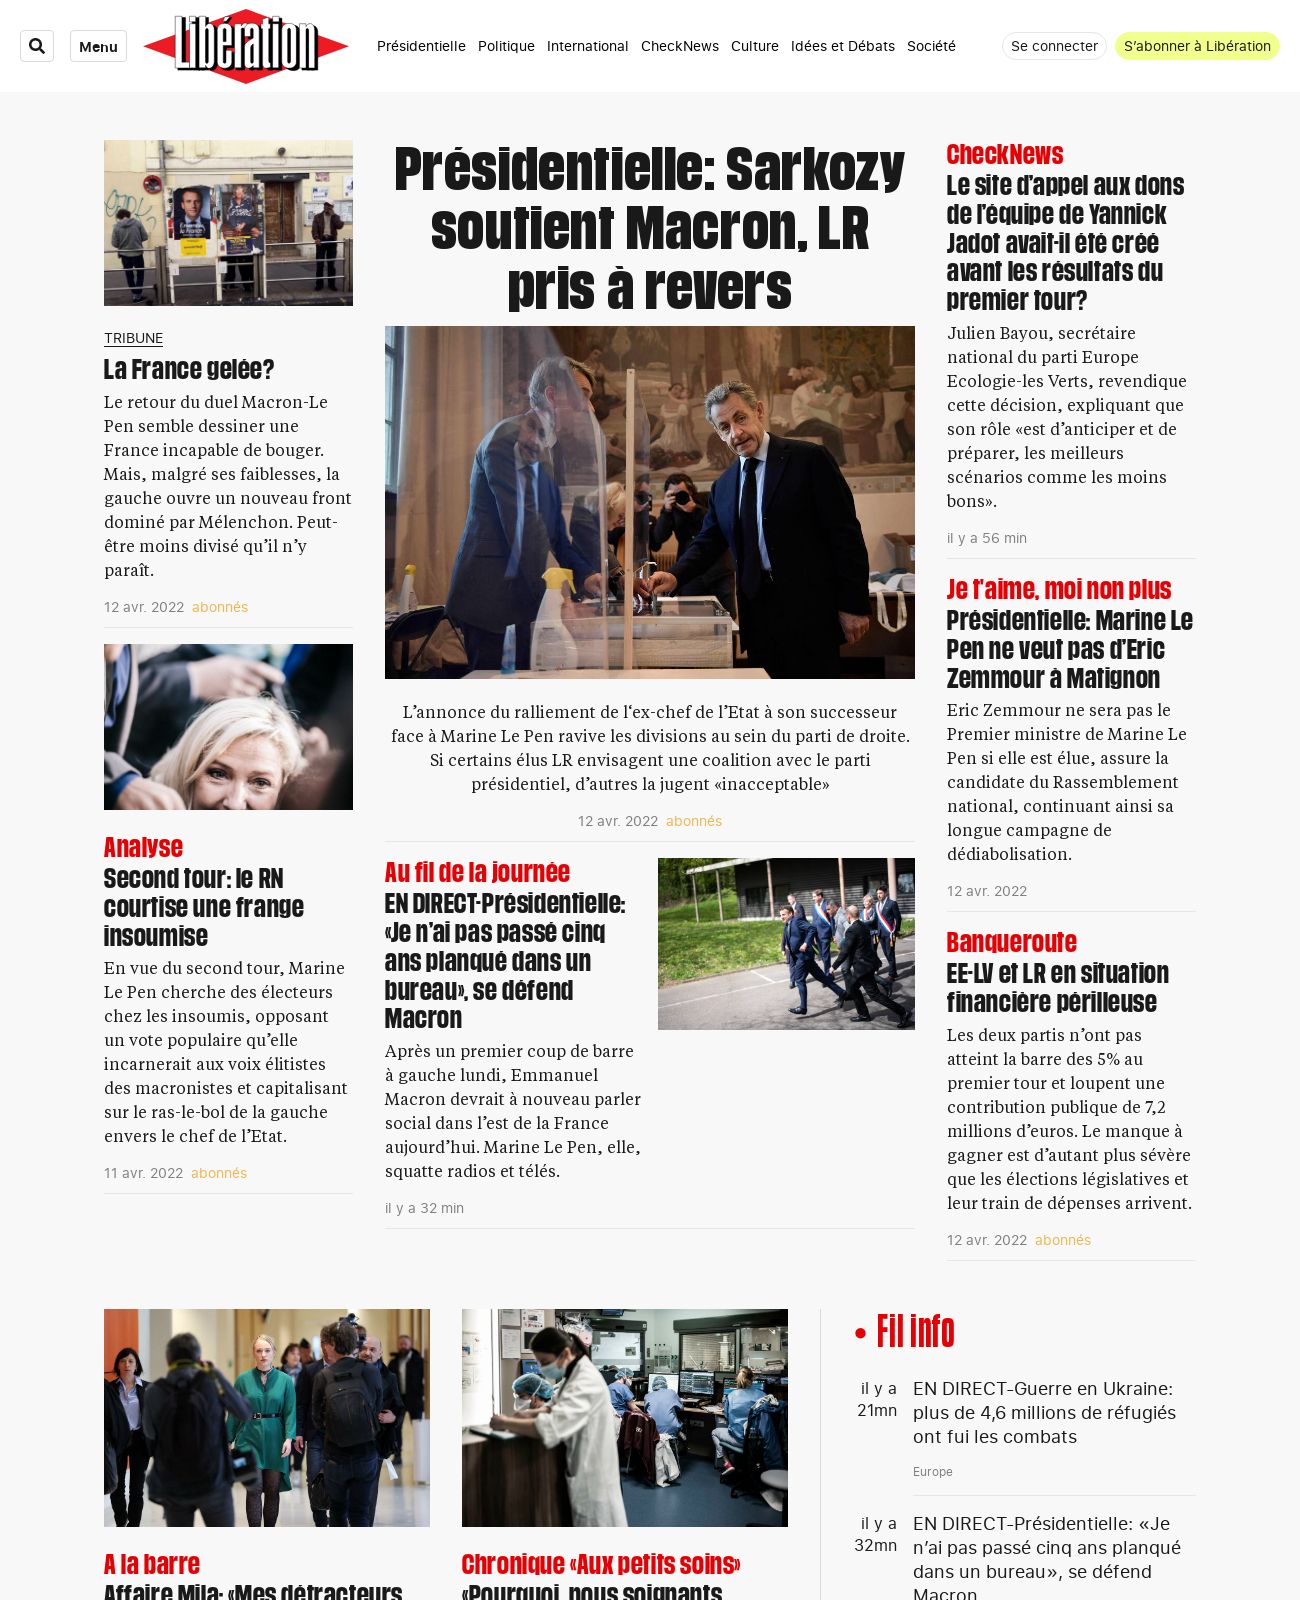 Menu
Libération
Présidentielle Politique International CheckNews Culture Idées et Débats Société
Se connecter
S'abonner à Libération
TRIBUNE
La France gelée?
Le retour du duel Macron-Le
Pen semble dessiner une
France incapable de bouger.
Mais, malgré ses faiblesses, la
gauche ouvre un nouveau front
dominé par Mélenchon. Peut-
être moins divisé qu’il n’y
paraît.
12 avr. 2022 abonnés
Analyse
Second tour: le RN
courtise une frange
insoumise
En vue du second tour, Marine
Le Pen cherche des électeurs
chez les insoumis, opposant
un vote populaire qu’elle
incarnerait aux voix élitistes
des macronistes et capitalisant
sur le ras-le-bol de la gauche
envers le chef de l’Etat.
11 avr. 2022 abonnés
Présidentielle: Sarkozy
soutient Macron, LR
pris à revers
L’annonce du ralliement de l‘ex-chef de l’Etat à son successeur
face à Marine Le Pen ravive les divisions au sein du parti de droite.
Si certains élus LR envisagent une coalition avec le parti
présidentiel, d’autres la jugent «inacceptable»
12 avr. 2022 abonnés
Au fil de la journée
EN DIRECT-Présidentielle:
«Je n’ai pas passé cinq
ans planqué dans un
bureau», se défend
Macron
Après un premier coup de barre
à gauche lundi, Emmanuel
Macron devrait à nouveau parler
social dans l’est de la France
aujourd’hui. Marine Le Pen, elle,
squatte radios et télés.
il y a 32 min
CheckNews
Le site d’appel aux dons
de l’équipe de Yannick
Jadot avait-il été créé
avant les résultats du
premier tour?
Julien Bayou, secrétaire
national du parti Europe
Ecologie-les Verts, revendique
cette décision, expliquant que
son rôle «est d’anticiper et de
préparer, les meilleurs
scénarios comme les moins
bons».
il y a 56 min
Je t'aime, moi non plus
Présidentielle: Marine Le
Pen ne veut pas d’Eric
Zemmour à Matignon
Eric Zemmour ne sera pas le
Premier ministre de Marine Le
Pen si elle est élue, assure la
candidate du Rassemblement
national, continuant ainsi sa
longue campagne de
dédiabolisation.
12 avr. 2022
Banqueroute
EE-LV et LR en situation
financière périlleuse
Les deux partis n’ont pas
atteint la barre des 5% au
premier tour et loupent une
contribution publique de 7,2
millions d’euros. Le manque à
gagner est d’autant plus sévère
que les élections législatives et
leur train de dépenses arrivent.
12 avr. 2022 abonnés
A la barre
Affaire Mila: «Mes détracteurs
Chronique «Aux petits soins»
«Pourquoi, nous soignants
• Fil info
il y a
21mn
EN DIRECT-Guerre en Ukraine:
plus de 4,6 millions de réfugiés
ont fui les combats
Europe
il y a
32mn
EN DIRECT-Présidentielle: «Je
n’ai pas passé cinq ans planqué
dans un bureau», se défend
Macron